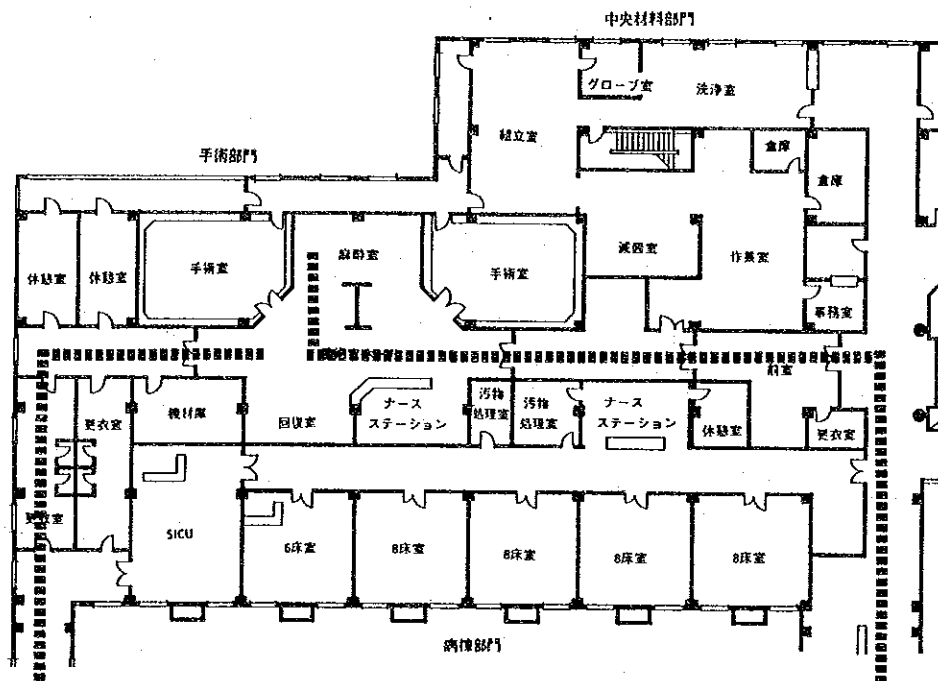 中央材料部門
グローブ室
洗浄室
組立室
倉庫
倉庫
手術部門
手術室
麻酔室
手術室
滅菌室
作業室
休憩室
休憩室
事務室
前室
更衣室
機材庫
回復室
ナース
ステーション
汚物
処理室
汚物
処理室
ナース
ステーション
休憩室
更衣室
更衣室
SICU
6床室
8床室
8床室
8床室
8床室
病棟部門